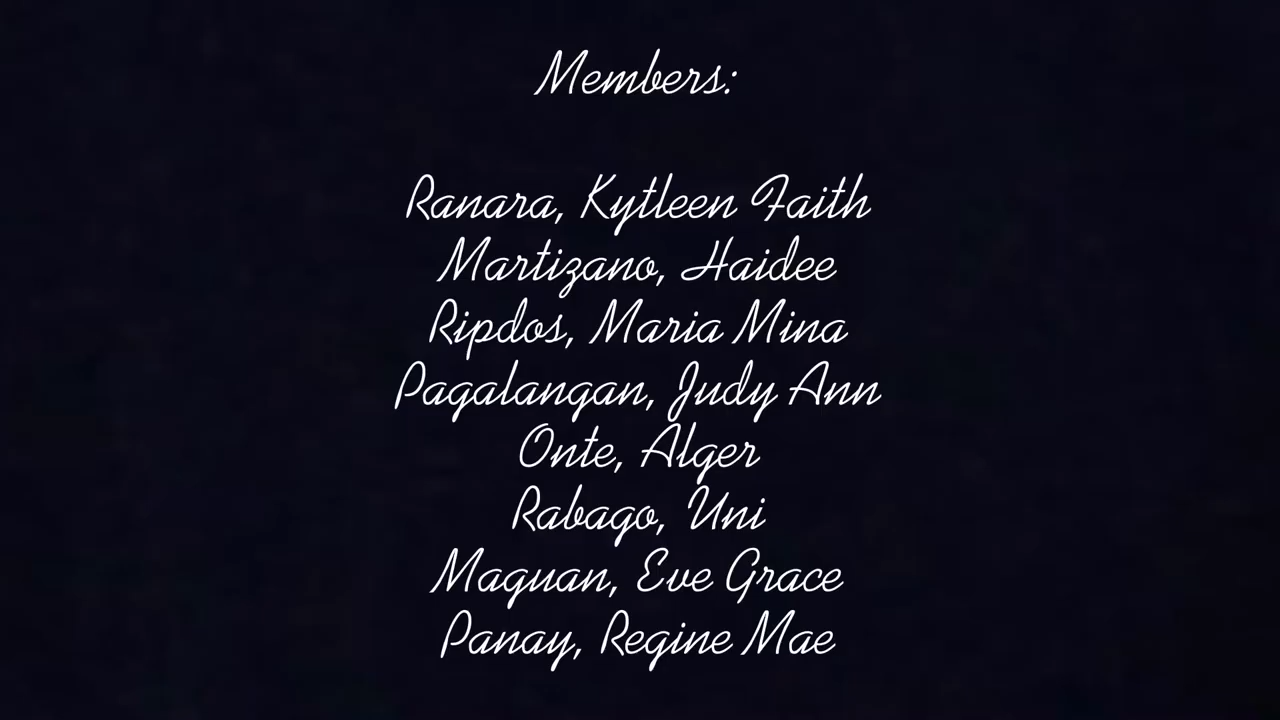 Members:
Ranara, Kytleen Faith
Martizano, Haidee
Ripdos, Maria Mina
Pagalangan, Judy Ann
Onte, Alger
Rabago, Uni
Maguan, Eve Grace
Panay, Regine Mae